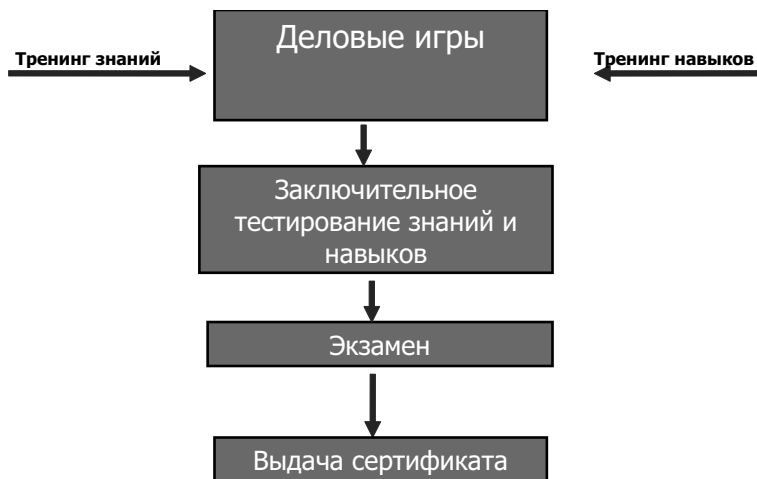 Деловые игры
Тренинг знаний
Тренинг навыков
Заключительное
тестирование знаний и
навыков
Экзамен
Выдача сертификата